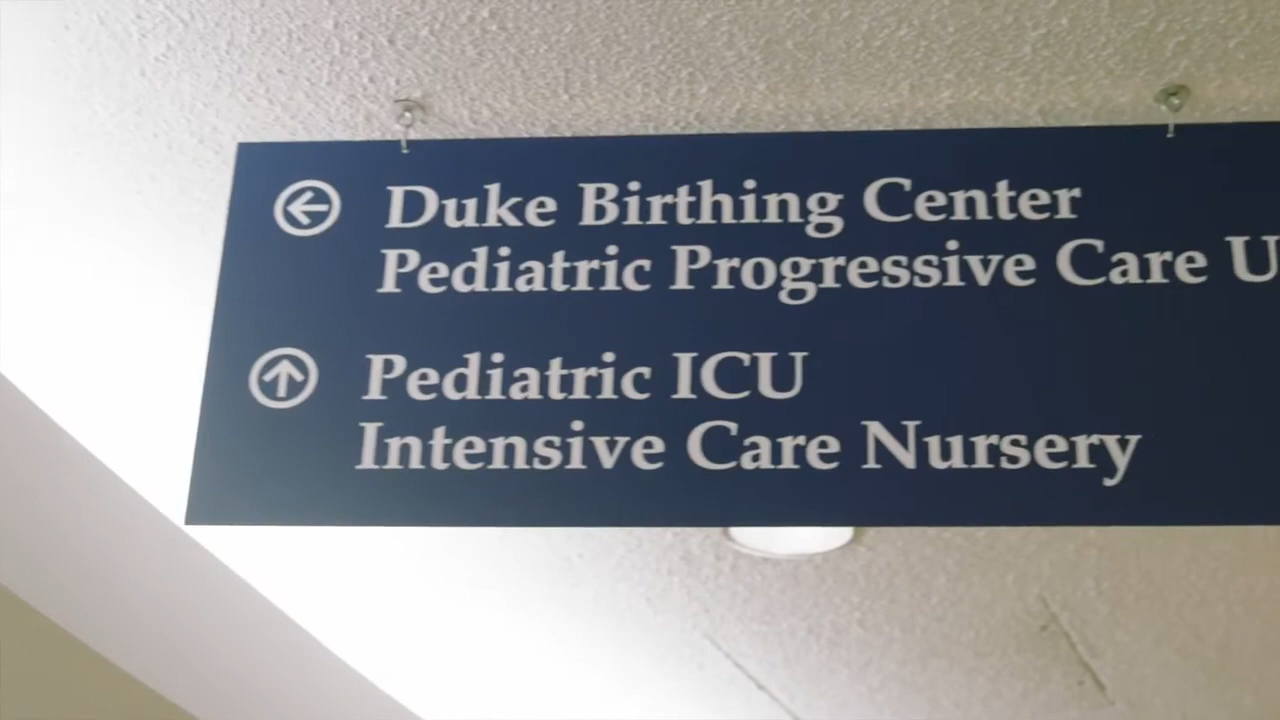 Duke Birthing Center
Pediatric Progressive Care U
Pediatric ICU
Intensive Care Nursery